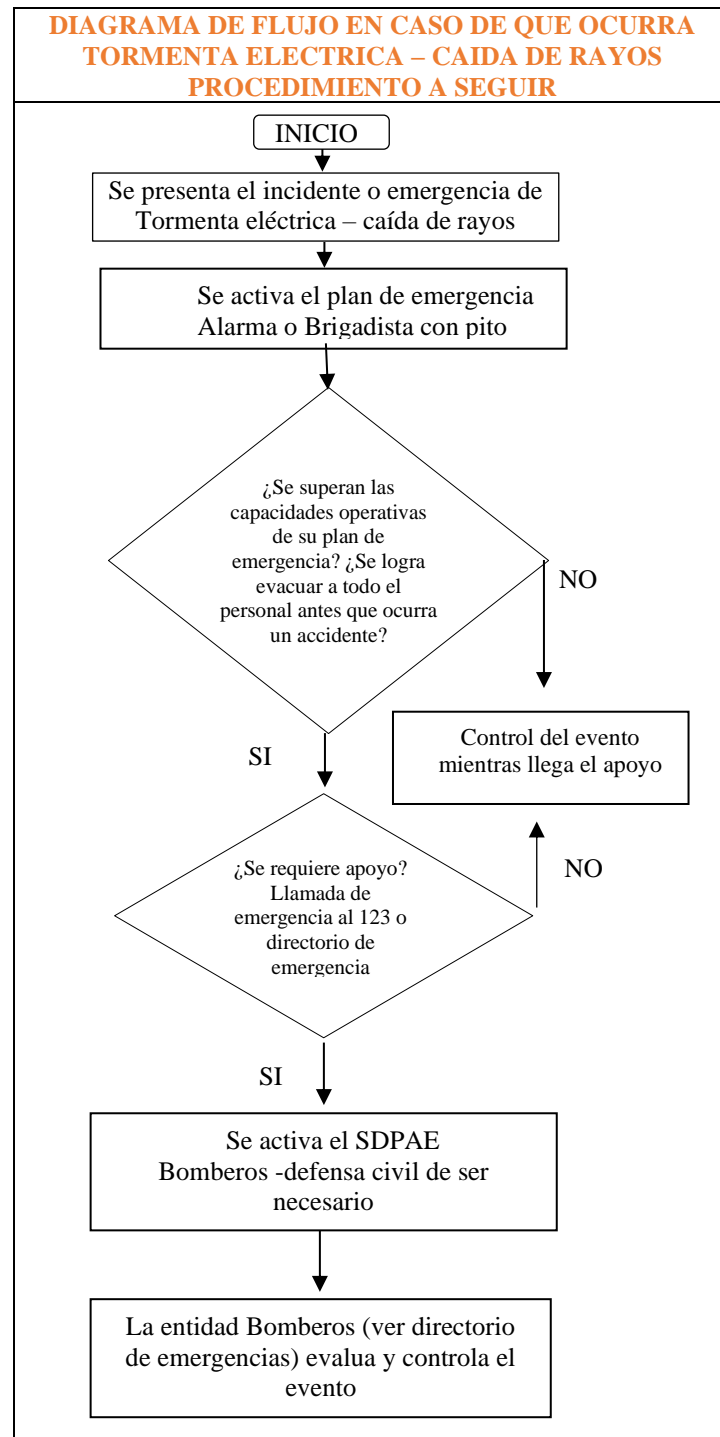 DIAGRAMA DE FLUJO EN CASO DE QUE OCURRA
TORMENTA ELECTRICA – CAIDA DE RAYOS
PROCEDIMIENTO A SEGUIR
INICIO
Se presenta el incidente o emergencia de
Tormenta eléctrica – caída de rayos
Se activa el plan de emergencia
Alarma o Brigadista con pito
¿Se superan las
capacidades operativas
de su plan de
emergencia? ¿Se logra
evacuar a todo el
personal antes que ocurra
un accidente?
NO
Control del evento
mientras llega el apoyo
SI
¿Se requiere apoyo?
Llamada de
emergencia al 123 o
directorio de
emergencia
NO
SI
Se activa el SDPAE
Bomberos -defensa civil de ser
necesario
La entidad Bomberos (ver directorio
de emergencias) evalua y controla el
evento